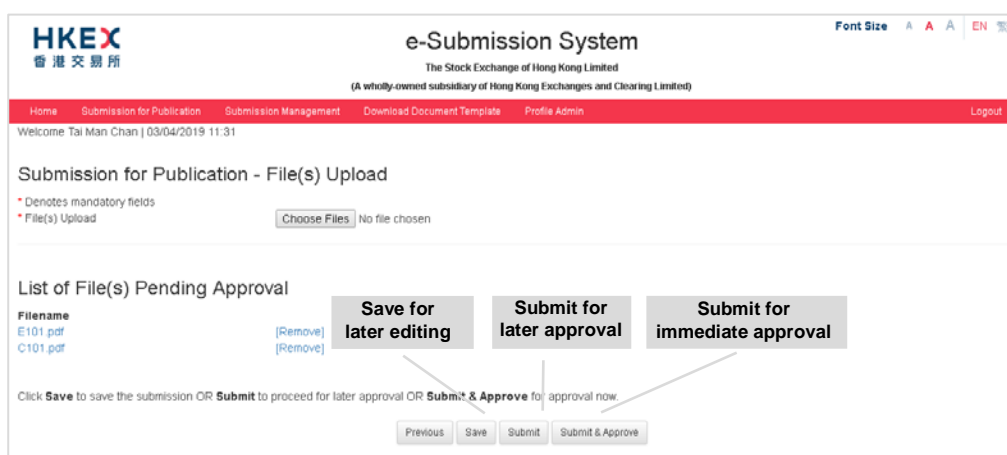 HKEX
香港交易所
e-Submission System
The Stock Exchange of Hong Kong Limited
(A wholly-owned subsidiary of Hong Kong Exchanges and Clearing Limited)
Font Size A A A EN 繁
Home Submission for Publication Submission Management Download Document Template Profile Admin Logout
Welcome Tai Man Chan | 03/04/2019 11:31
Submission for Publication - File(s) Upload
* Denotes mandatory fields
* File(s) Upload Choose Files No file chosen
List of File(s) Pending Approval
Filename
E101.pdf [Remove]
C101.pdf [Remove]
Save for
later editing
Submit for
later approval
Submit for
immediate approval
Click Save to save the submission OR Submit to proceed for later approval OR Submit & Approve for approval now.
Previous Save Submit Submit & Approve